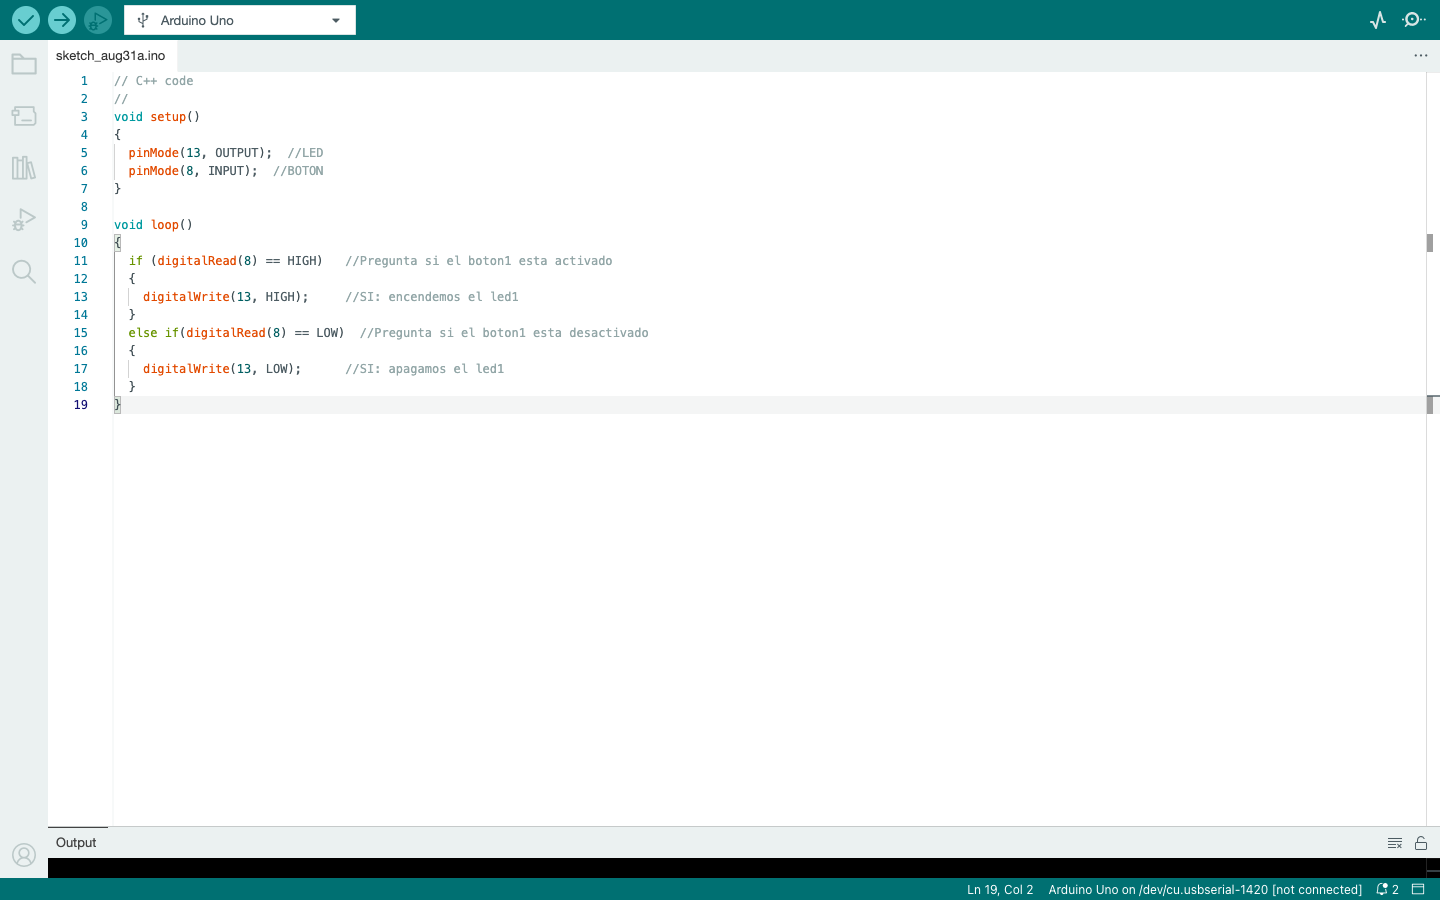 Arduino Uno
sketch_aug31a.ino
1 // C++ code
2 //
3 void setup()
4 {
5 pinMode(13, OUTPUT); //LED
6 pinMode(8, INPUT); //BOTON
7 }
8
9 void loop()
10 {
11 if (digitalRead(8) == HIGH) //Pregunta si el boton1 esta activado
12 {
13 digitalWrite(13, HIGH); //SI: encendemos el led1
14 }
15 else if(digitalRead(8) == LOW) //Pregunta si el boton1 esta desactivado
16 {
17 digitalWrite(13, LOW); //SI: apagamos el led1
18 }
19 }
Output
Ln 19, Col 2 Arduino Uno on /dev/cu.usbserial-1420 [not connected] 2